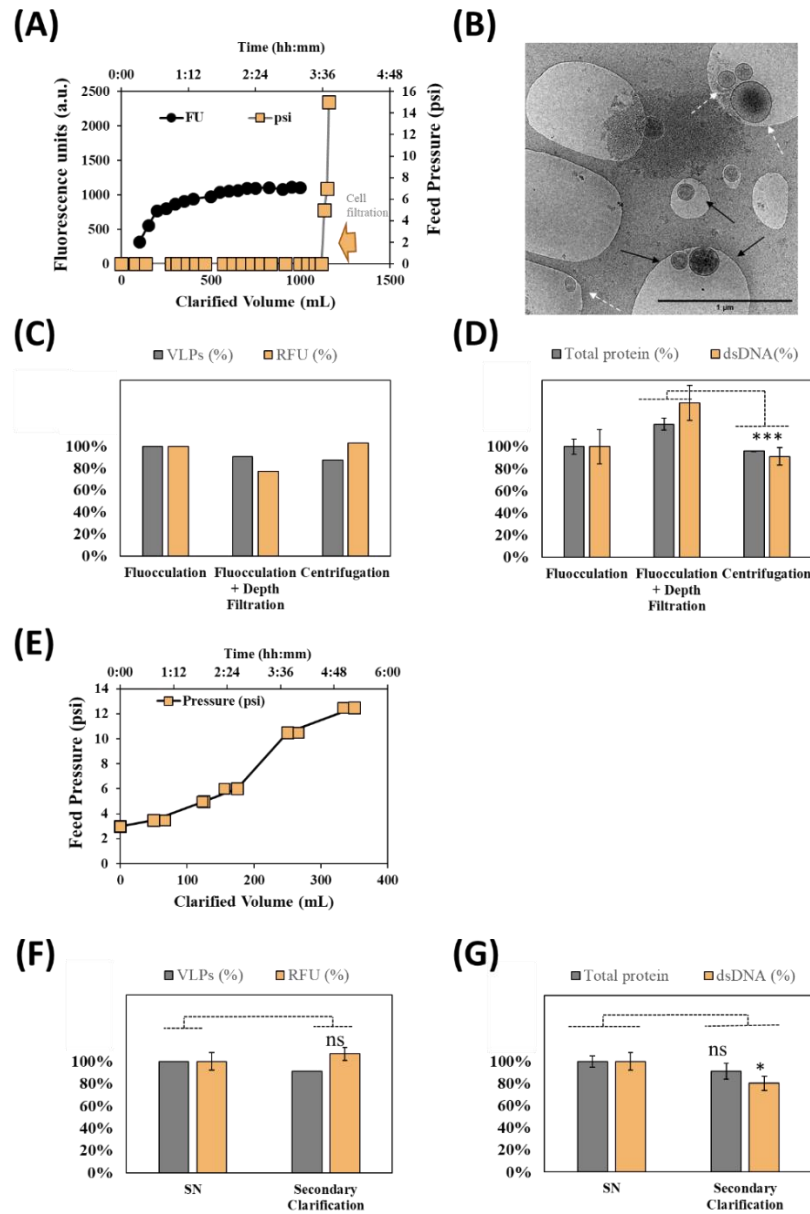 (A)
Time (hh:mm)
0:00 1:12 2:24 3:36 4:48
2500 16
2000 14
1500 12
1000 10
500 8
0 6
4
2
0
FU psi
Cell
filtration
Fluorescence units (a.u.)
Feed Pressure (psi)
0 500 1000 1500
Clarified Volume (mL)
(B)
1 µm
(C)
VLPs (%) RFU (%)
100%
80%
60%
40%
20%
0%
Fluocculation Fluocculation Centrifugation
+ Depth
Filtration
(D)
Total protein (%) dsDNA(%)
***
100%
80%
60%
40%
20%
0%
Fluocculation Fluocculation Centrifugation
+ Depth
Filtration
(E)
Time (hh:mm)
0:00 1:12 2:24 3:36 4:48 6:00
14
12
10
8
6
4
2
0
Pressure (psi)
Feed Pressure (psi)
0 100 200 300 400
Clarified Volume (mL)
(F)
VLPs (%) RFU (%)
ns
100%
80%
60%
40%
20%
0%
SN Secondary
Clarification
(G)
Total protein dsDNA (%)
ns
*
100%
80%
60%
40%
20%
0%
SN Secondary
Clarification